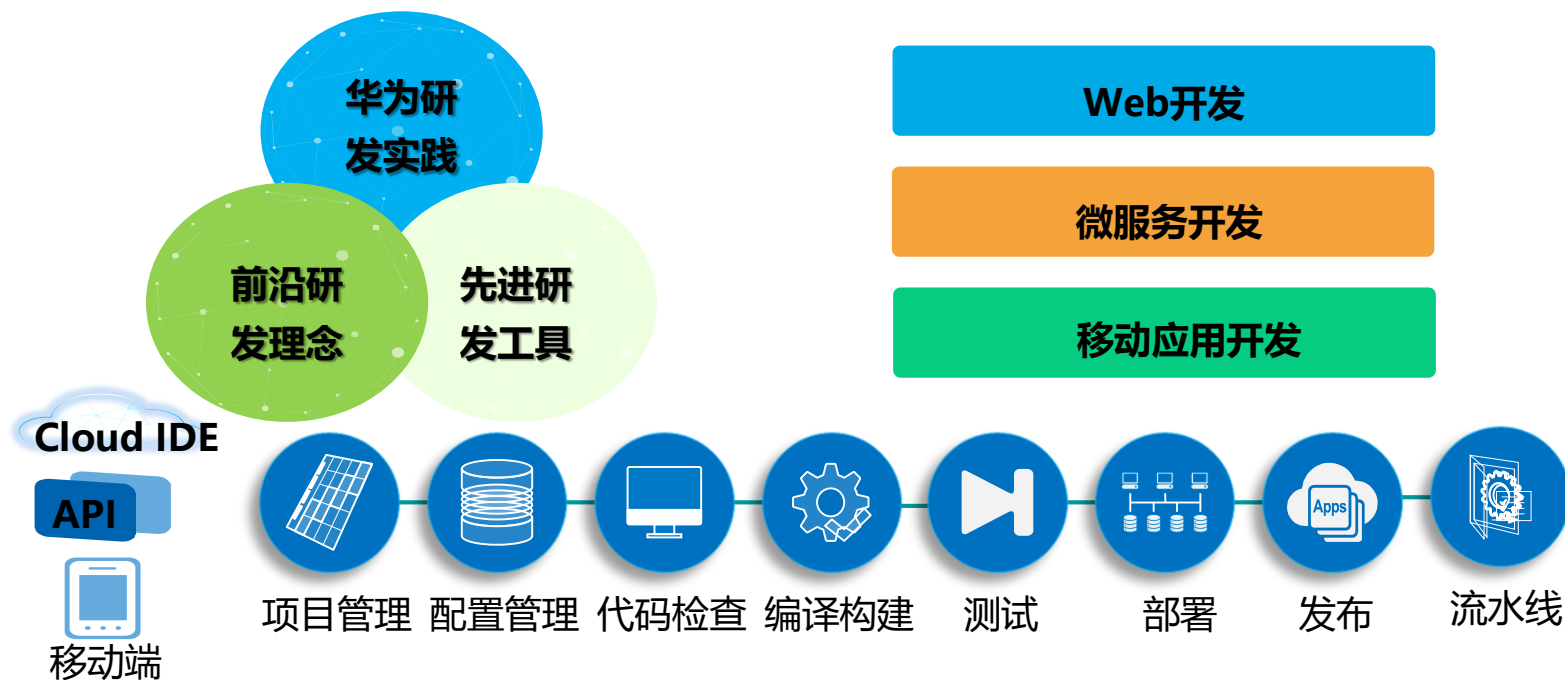 华为研
发实践
前沿研
发理念
先进研
发工具
Web开发
微服务开发
移动应用开发
Cloud IDE
API
移动端
Apps
项目管理
配置管理
代码检查
编译构建
测试
部署
发布
流水线